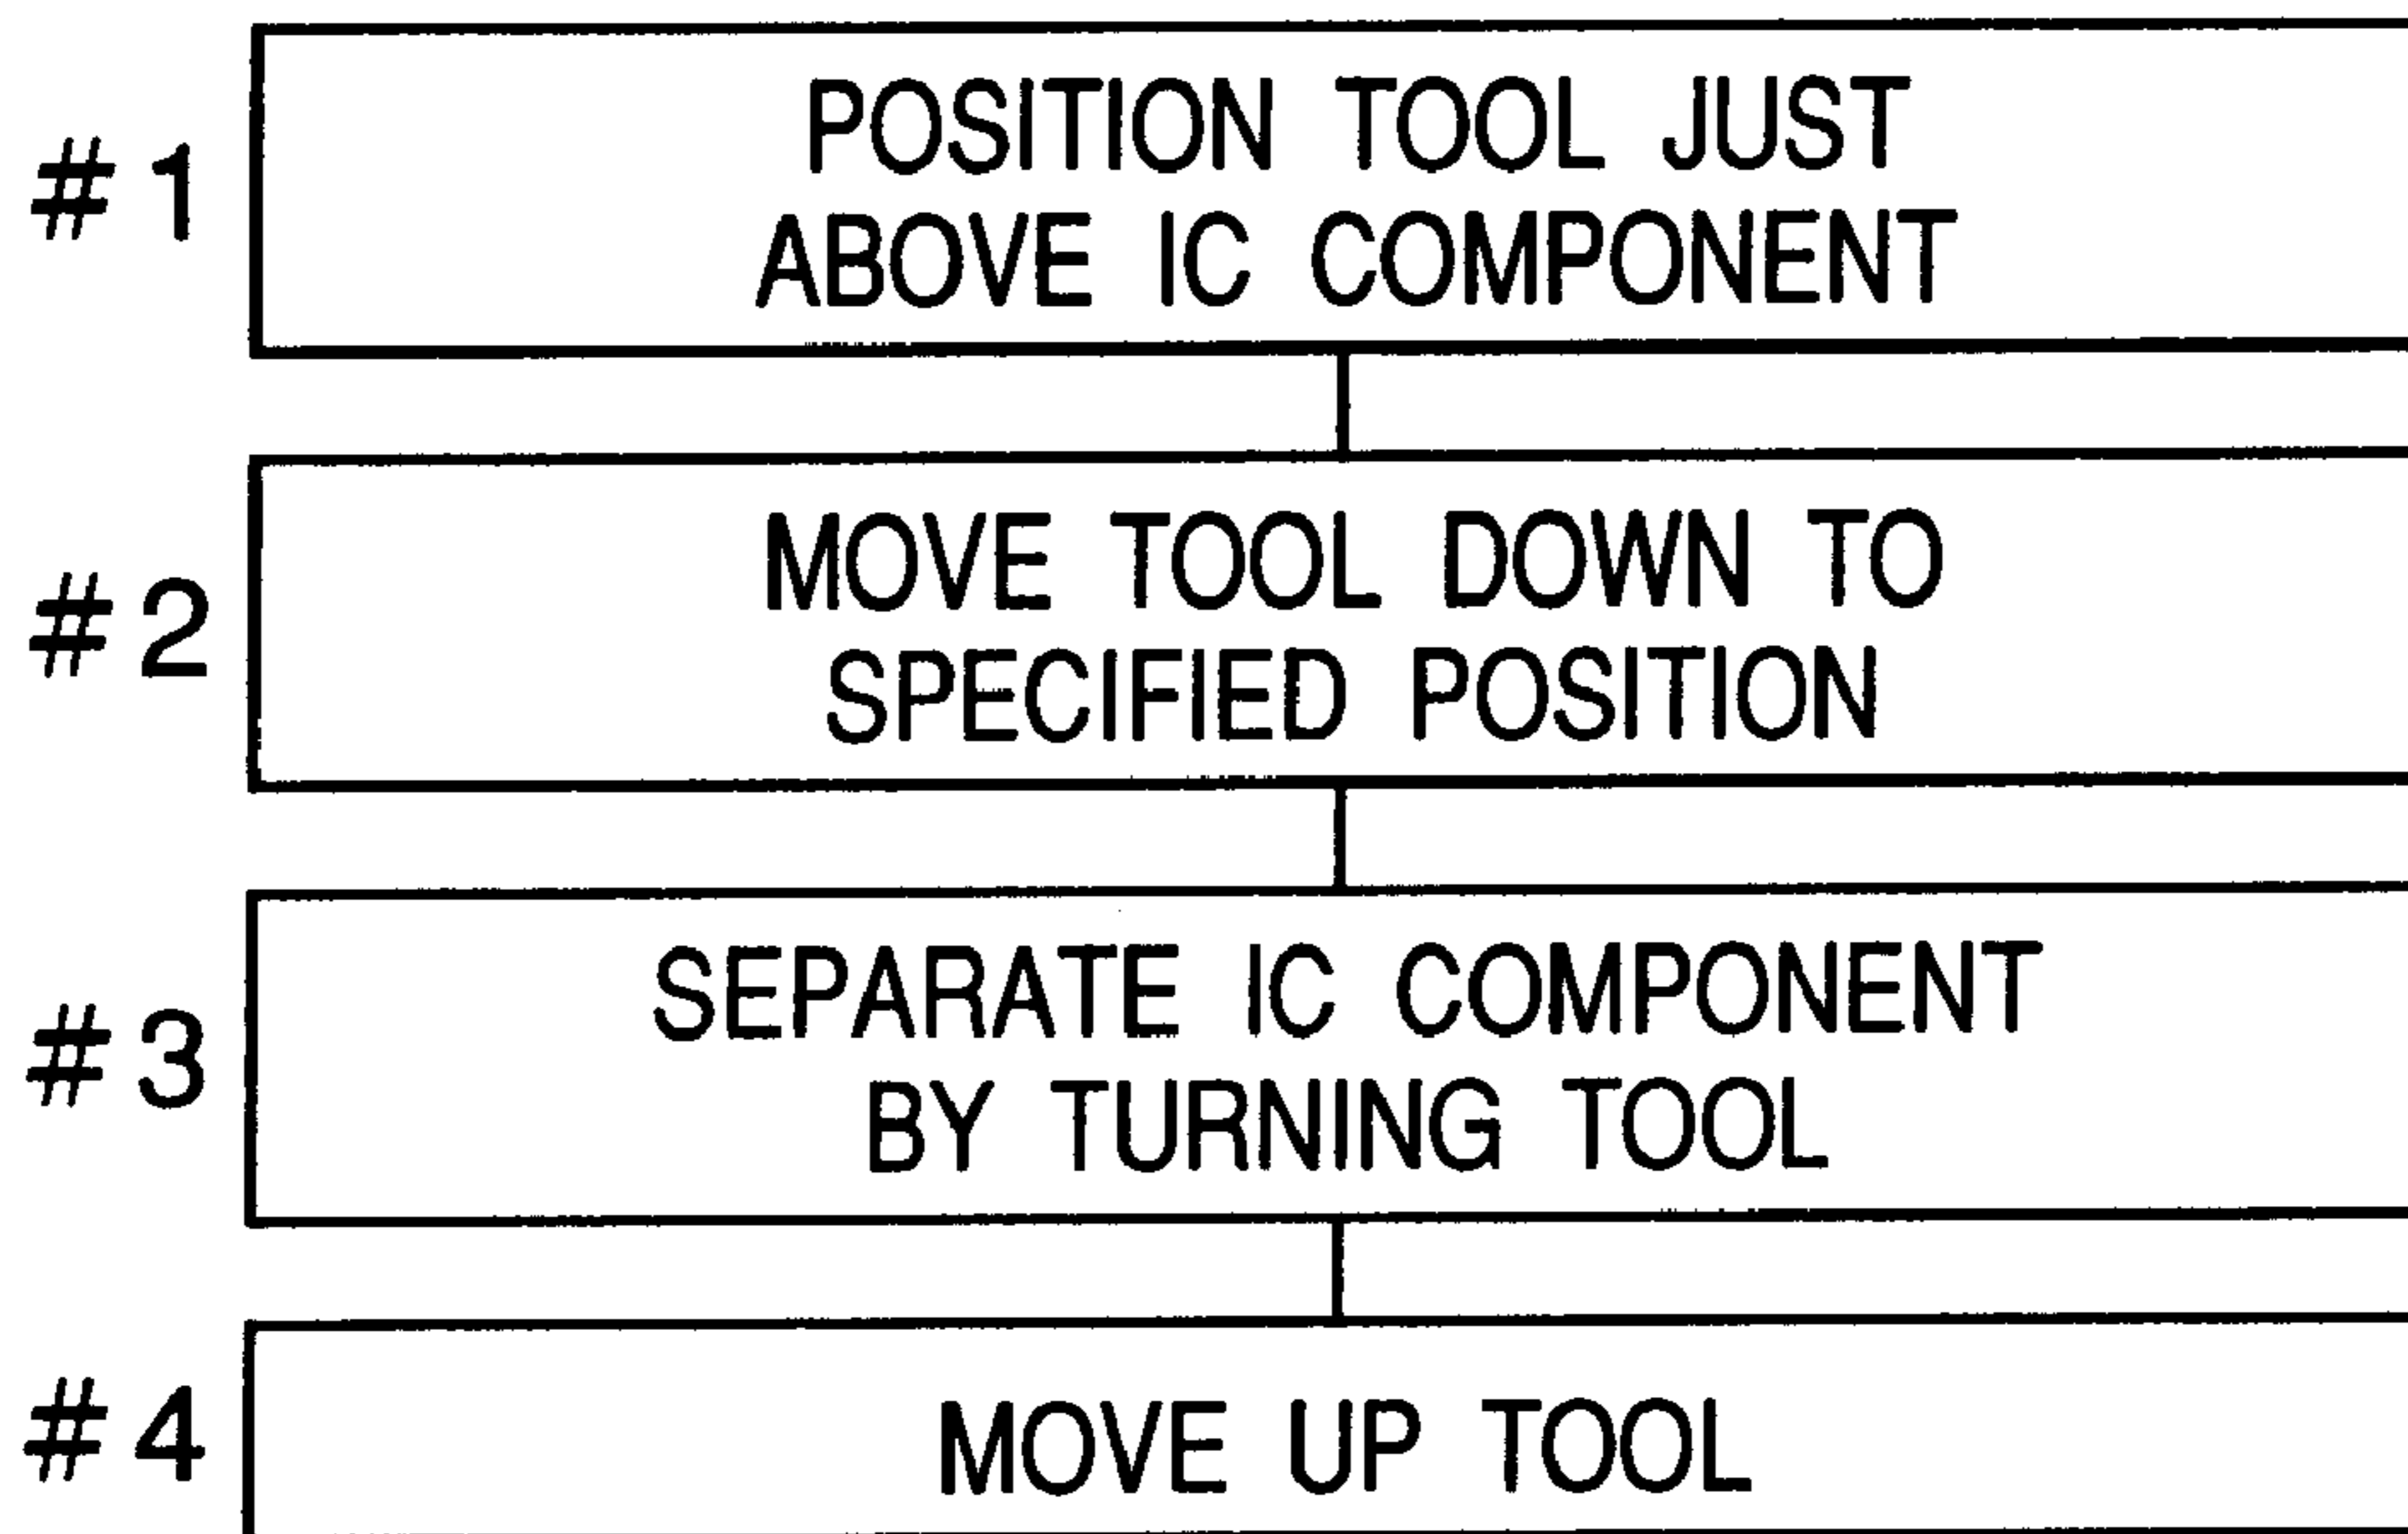 #1
POSITION TOOL JUST
ABOVE IC COMPONENT
#2
MOVE TOOL DOWN TO
SPECIFIED POSITION
#3
SEPARATE IC COMPONENT
BY TURNING TOOL
#4
MOVE UP TOOL